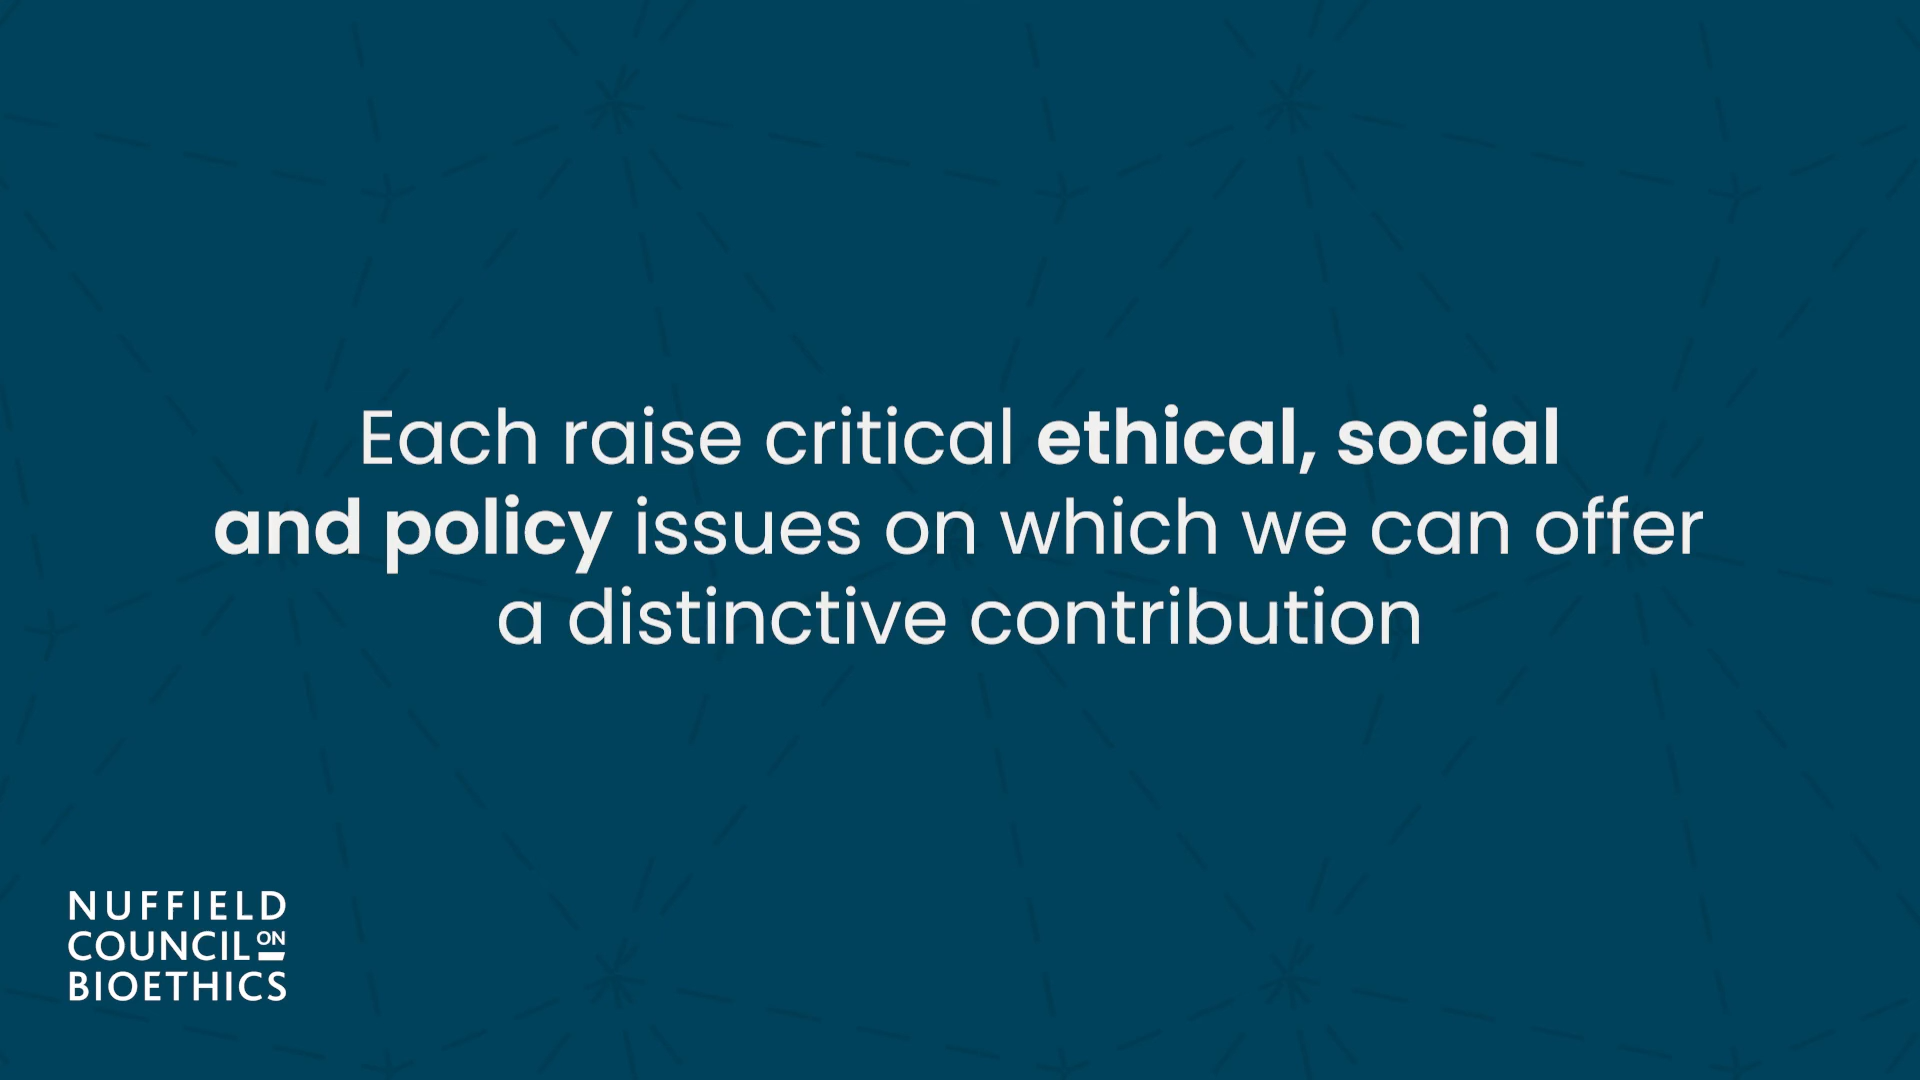 Each raise critical ethical, social
and policy issues on which we can offer
a distinctive contribution
NUFFIELD
COUNCIL ON
BIOETHICS